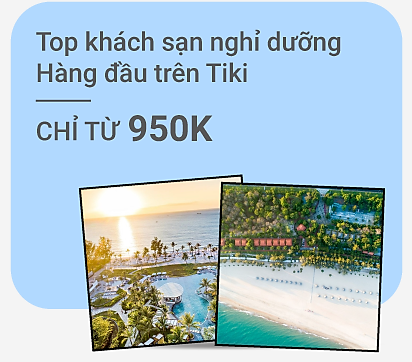 Top khách sạn nghỉ dưỡng
Hàng đầu trên Tiki
CHỈ TỪ 950K